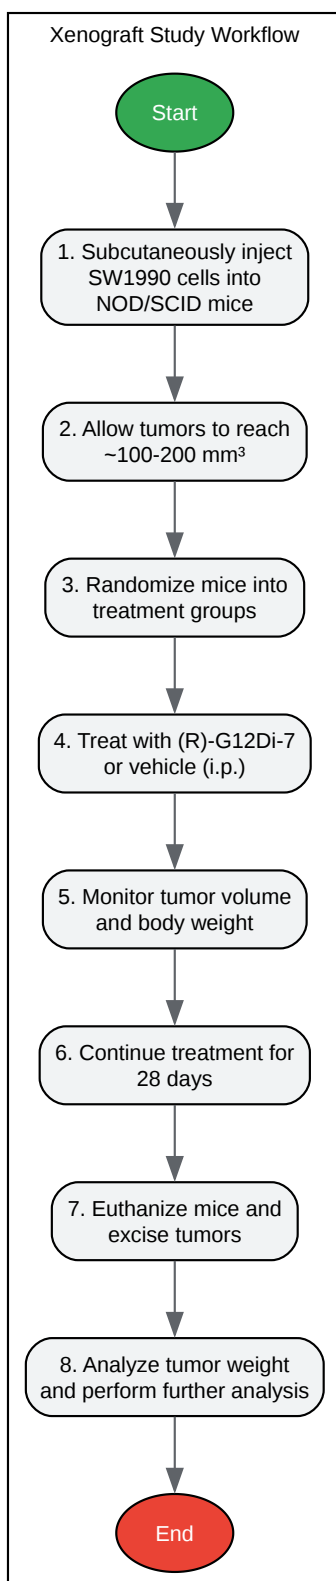 Xenograft Study Workflow
Start
1. Subcutaneously inject
SW1990 cells into
NOD/SCID mice
2. Allow tumors to reach
~100-200 mm³
3. Randomize mice into
treatment groups
4. Treat with (R)-G12Di-7
or vehicle (i.p.)
5. Monitor tumor volume
and body weight
6. Continue treatment for
28 days
7. Euthanize mice and
excise tumors
8. Analyze tumor weight
and perform further analysis
End